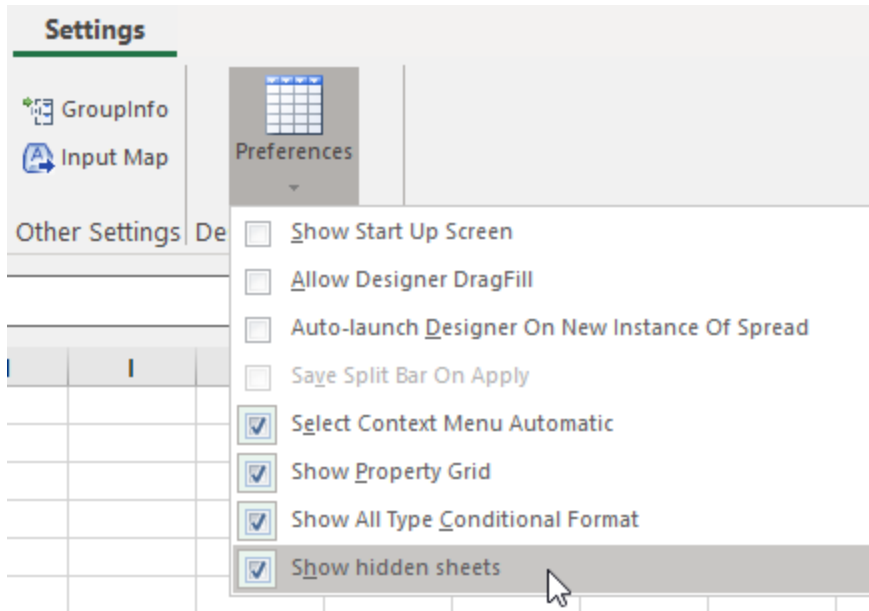 Settings
GroupInfo
Input Map
Preferences
Other Settings
De
Show Start Up Screen
Allow Designer DragFill
Auto-launch Designer On New Instance Of Spread
Save Split Bar On Apply
Select Context Menu Automatic
Show Property Grid
Show All Type Conditional Format
Show hidden sheets
I